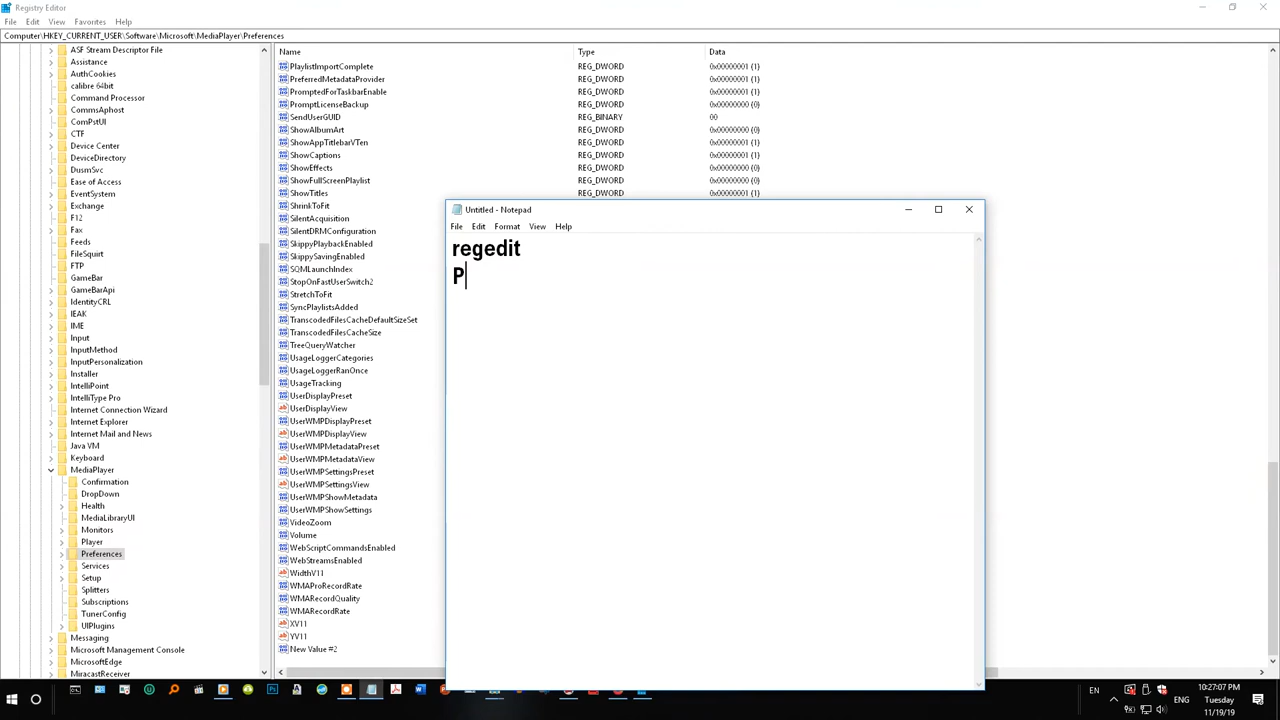 Registry Editor
File Edit View Favorites Help
Computer\HKEY_CURRENT_USER\Software\Microsoft\MediaPlayer\Preferences
ASF Stream Descriptor File
Assistance
AuthCookies
calibre 64bit
Command Processor
CommsAphost
ComPstUI
CTF
Device Center
DeviceDirectory
DusmSvc
Ease of Access
EventSystem
Exchange
F12
Fax
Feeds
FileSquirt
FTP
GameBar
GameBarApi
IdentityCRL
IEAK
IME
Input
InputMethod
InputPersonalization
Installer
IntelliPoint
IntelliType Pro
Internet Connection Wizard
Internet Explorer
Internet Mail and News
Java VM
Keyboard
MediaPlayer
Confirmation
DropDown
Health
MediaLibraryUI
Monitors
Player
Preferences
Services
Setup
Splitters
Subscriptions
TunerConfig
UIPlugins
Messaging
Microsoft Management Console
MicrosoftEdge
MiracastReceiver
Name Type Data
PlaylistImportComplete REG_DWORD 0x00000001 (1)
PreferredMetadataProvider REG_DWORD 0x00000001 (1)
PromptedForTaskbarEnable REG_DWORD 0x00000001 (1)
PromptLicenseBackup REG_DWORD 0x00000000 (0)
SendUserGUID REG_BINARY 00
ShowAlbumArt REG_DWORD 0x00000000 (0)
ShowAppTitlebarVTen REG_DWORD 0x00000001 (1)
ShowCaptions REG_DWORD 0x00000001 (1)
ShowEffects REG_DWORD 0x00000000 (0)
ShowFullScreenPlaylist REG_DWORD 0x00000000 (0)
ShowTitles REG_DWORD 0x00000001 (1)
ShrinkToFit
SilentAcquisition
SilentDRMConfiguration
SkippyPlaybackEnabled
SkippySavingEnabled
SQMLaunchIndex
StopOnFastUserSwitch2
StretchToFit
SyncPlaylistsAdded
TranscodedFilesCacheDefaultSizeSet
TranscodedFilesCacheSize
TreeQueryWatcher
UsageLoggerCategories
UsageLoggerRanOnce
UsageTracking
UserDisplayPreset
UserDisplayView
UserWMPDisplayPreset
UserWMPDisplayView
UserWMPMetadataPreset
UserWMPMetadataView
UserWMPSettingsPreset
UserWMPSettingsView
UserWMPShowMetadata
UserWMPShowSettings
VideoZoom
Volume
WebScriptCommandsEnabled
WebStreamsEnabled
WidthV11
WMAProRecordRate
WMARecordQuality
WMARecordRate
XV11
YV11
New Value #2
Untitled - Notepad
File Edit Format View Help
regedit
P
EN
ENG
10:27:07 PM
Tuesday
11/19/19